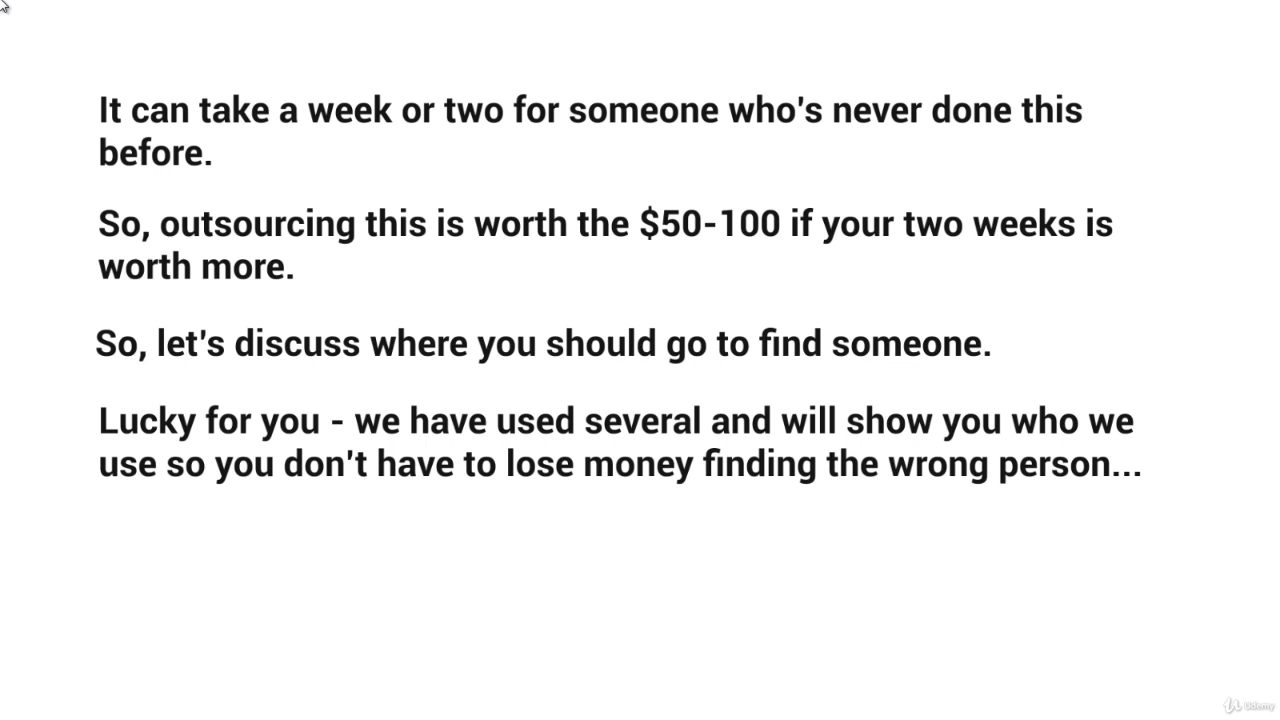 It can take a week or two for someone who's never done this
before.
So, outsourcing this is worth the $50-100 if your two weeks is
worth more.
So, let's discuss where you should go to find someone.
Lucky for you - we have used several and will show you who we
use so you don't have to lose money finding the wrong person...
Udemy